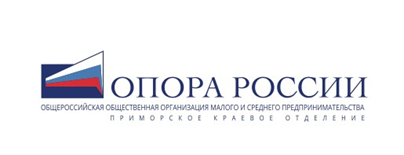 ОПОРА РОССИИ
ОБЩЕРОССИЙСКАЯ ОБЩЕСТВЕННАЯ ОРГАНИЗАЦИЯ МАЛОГО И СРЕДНЕГО ПРЕДПРИНИМАТЕЛЬСТВА
ПРИМОРСКОЕ КРАЕВОЕ ОТДЕЛЕНИЕ